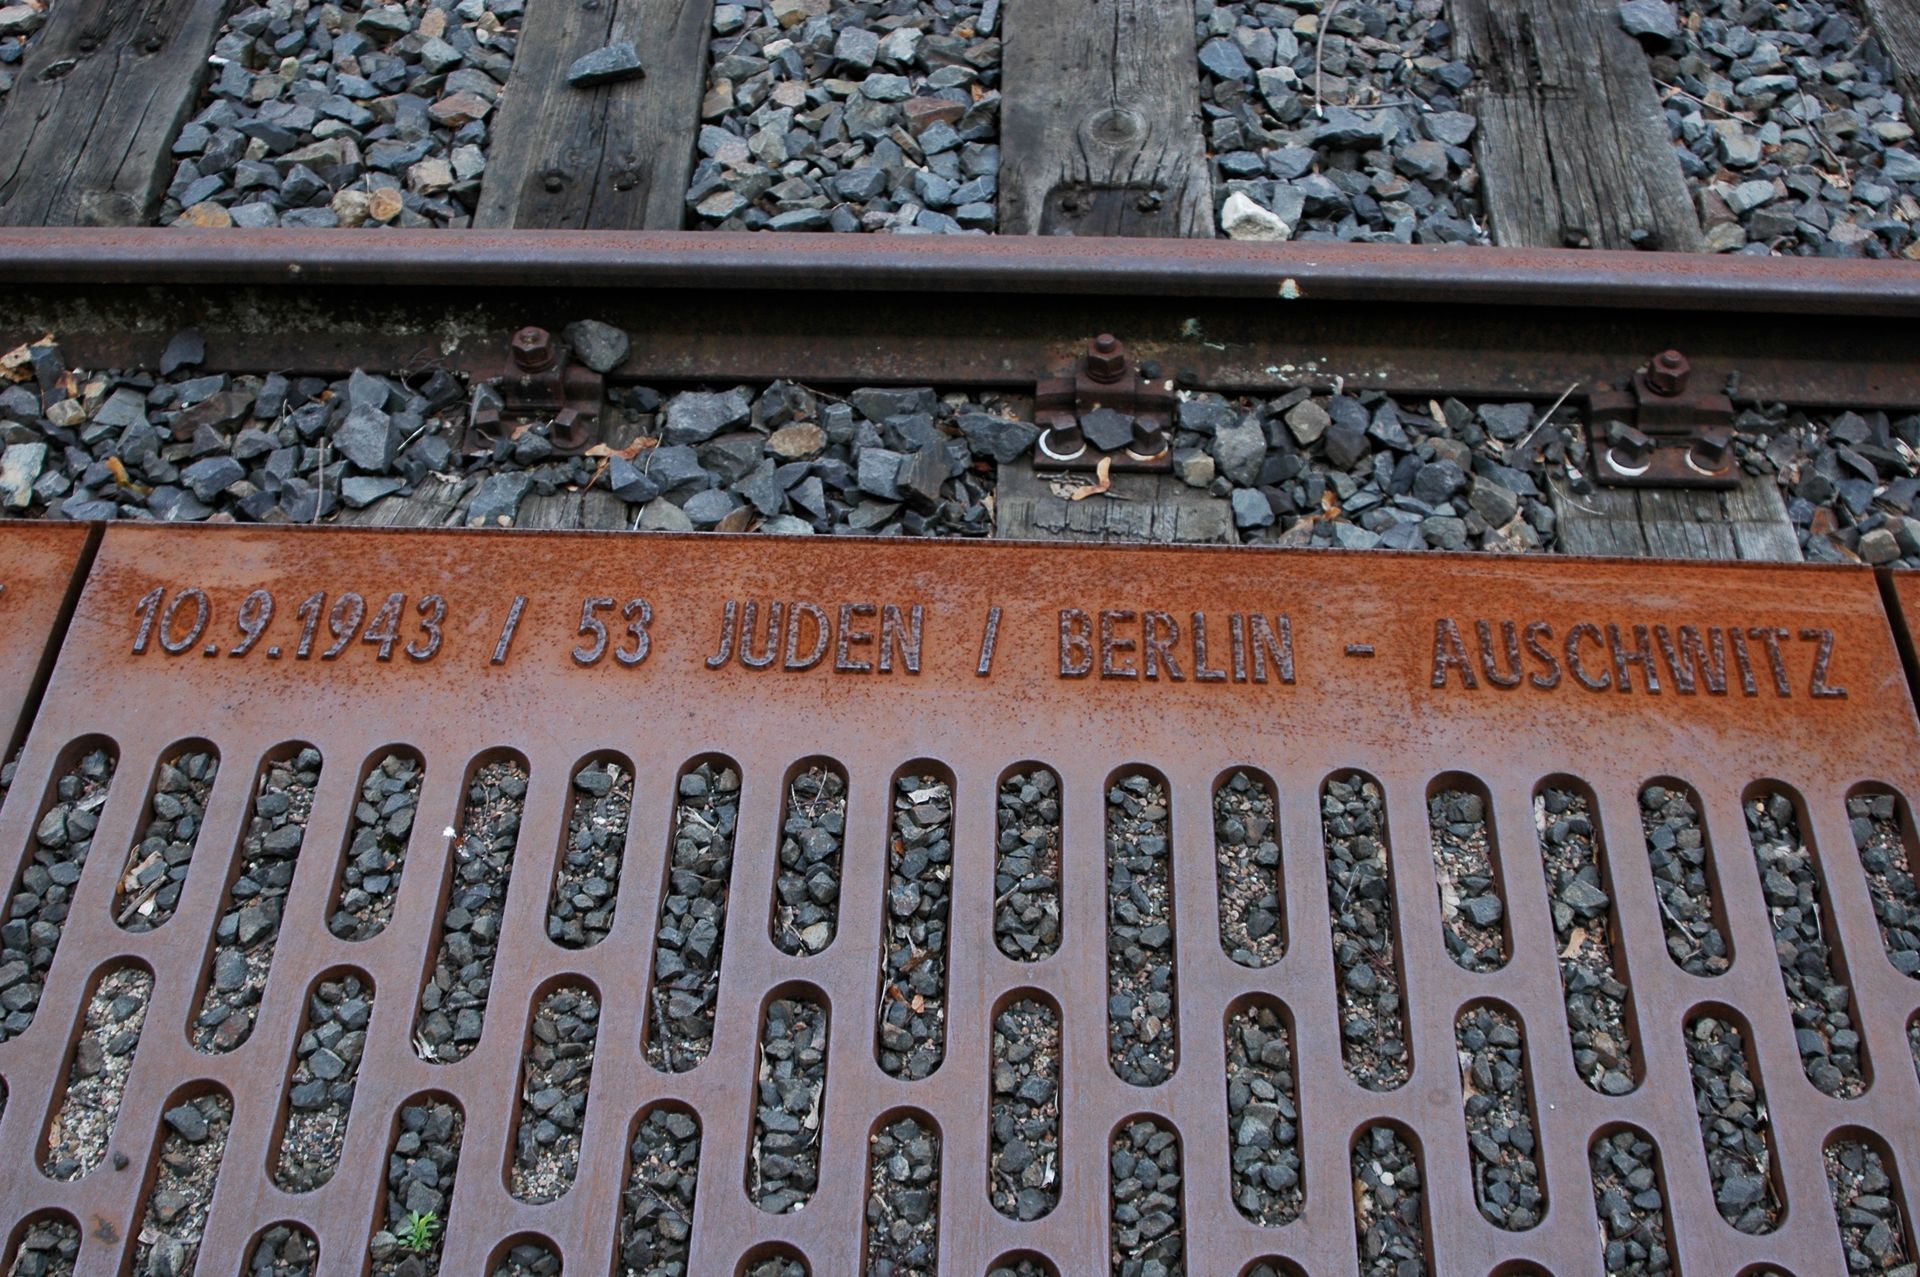 10.9.1943 / 53 JUDEN / BERLIN - AUSCHWITZ